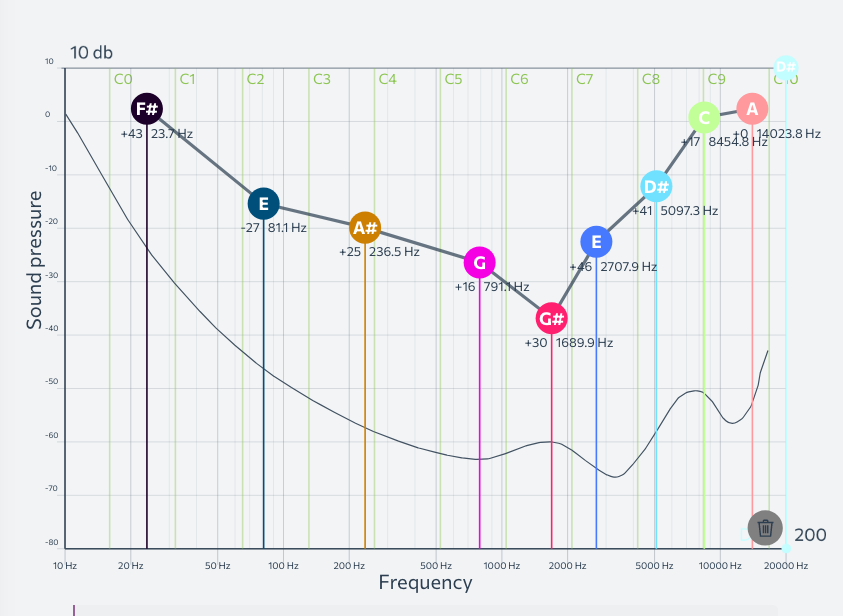 10 db
10
C0 C1 C2 C3 C4 C5 C6 C7 C8 C9
D#
0
F#
+43 23.7 Hz
C
+17 8454.8 Hz
A
+0 14023.8 Hz
-10
E
-27 81.1 Hz
D#
+41 5097.3 Hz
-20
A#
+25 236.5 Hz
E
+46 2707.9 Hz
-30
G
+16 791.1 Hz
G#
+30 1689.9 Hz
-40
-50
-60
-70
-80
200
Sound pressure
10 Hz 20 Hz 50 Hz 100 Hz 200 Hz 500 Hz 1000 Hz 2000 Hz 5000 Hz 10000 Hz 20000 Hz
Frequency